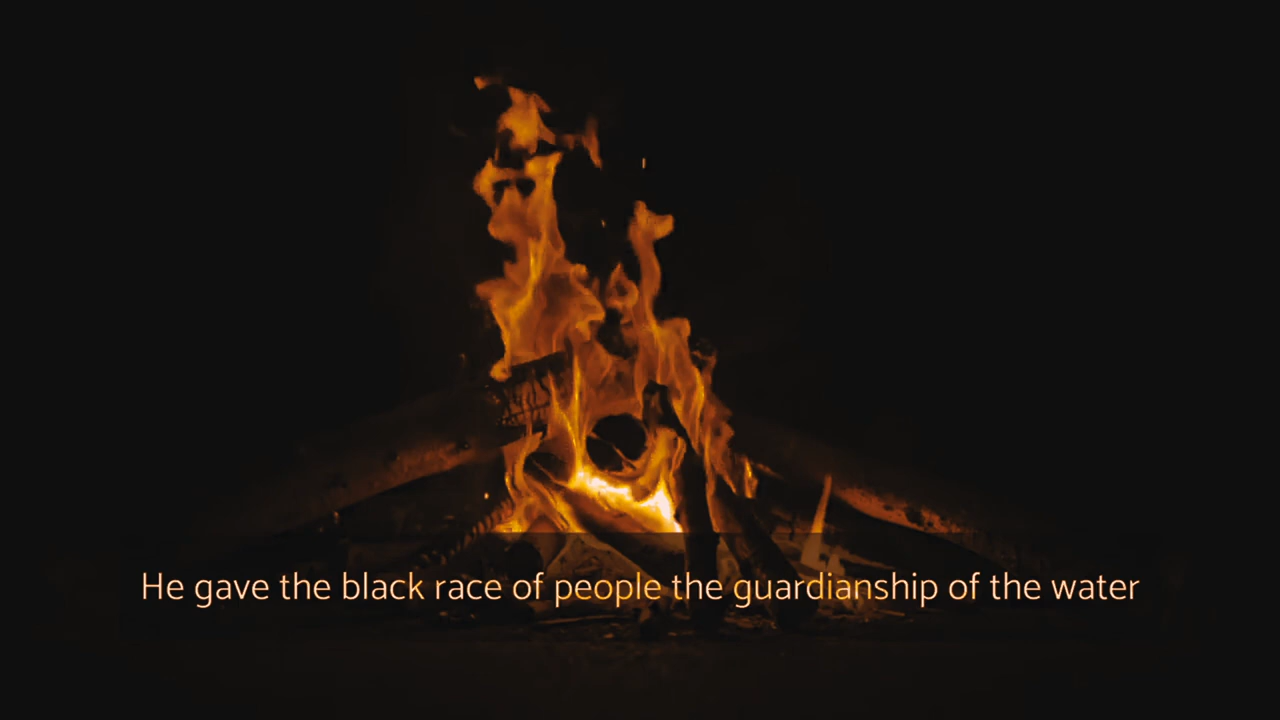 He gave the black race of people the guardianship of the water